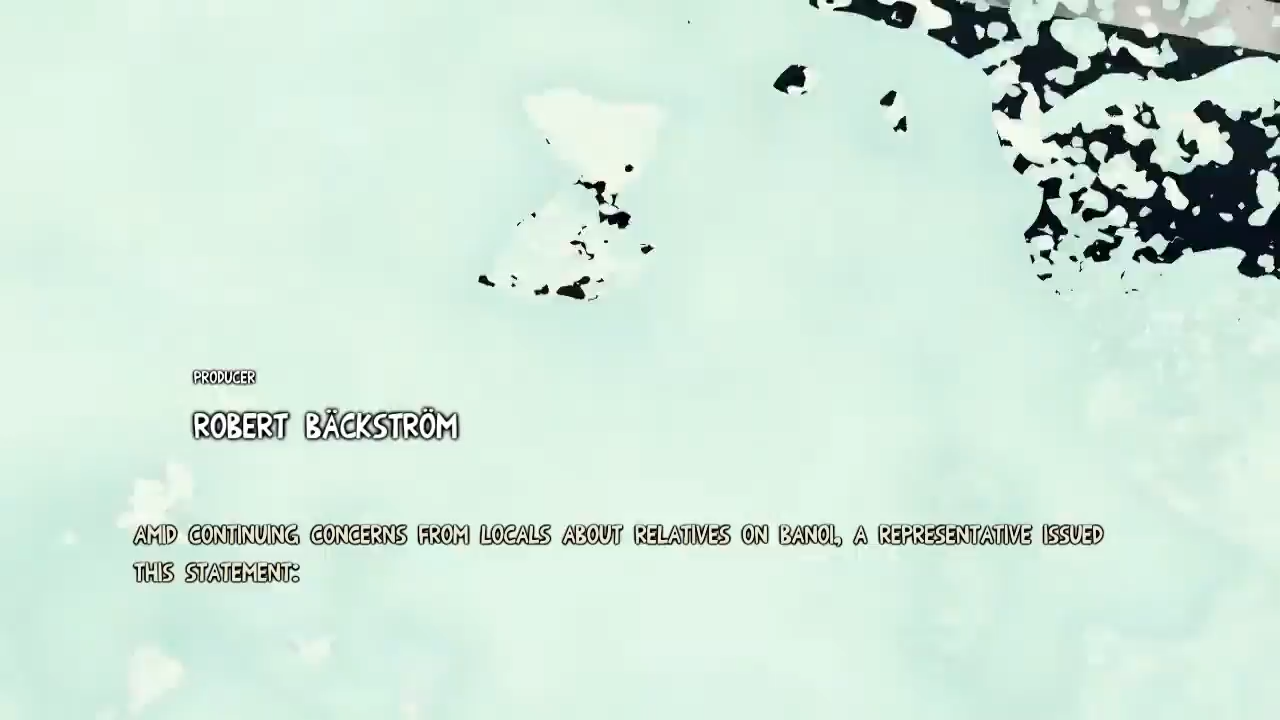 PRODUCER
ROBERT BÄCKSTRÖM
AMID CONTINUING CONCERNS FROM LOCALS ABOUT RELATIVES ON BANOI, A REPRESENTATIVE ISSUED
THIS STATEMENT: